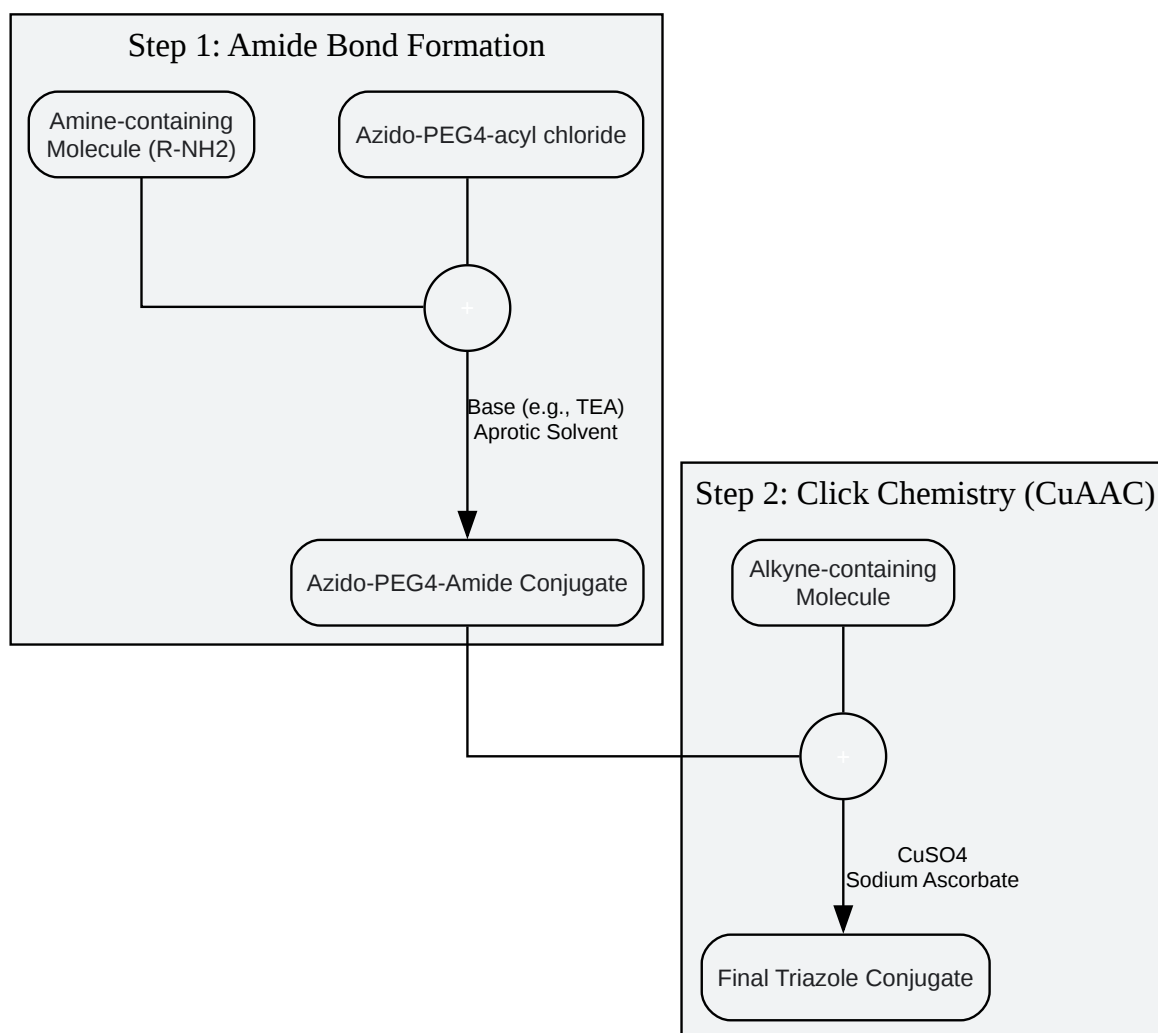 Step 1: Amide Bond Formation
Amine-containing
Molecule (R-NH2)
Azido-PEG4-acyl chloride
+
Base (e.g., TEA)
Aprotic Solvent
Azido-PEG4-Amide Conjugate
Step 2: Click Chemistry (CuAAC)
Alkyne-containing
Molecule
+
CuSO4
Sodium Ascorbate
Final Triazole Conjugate